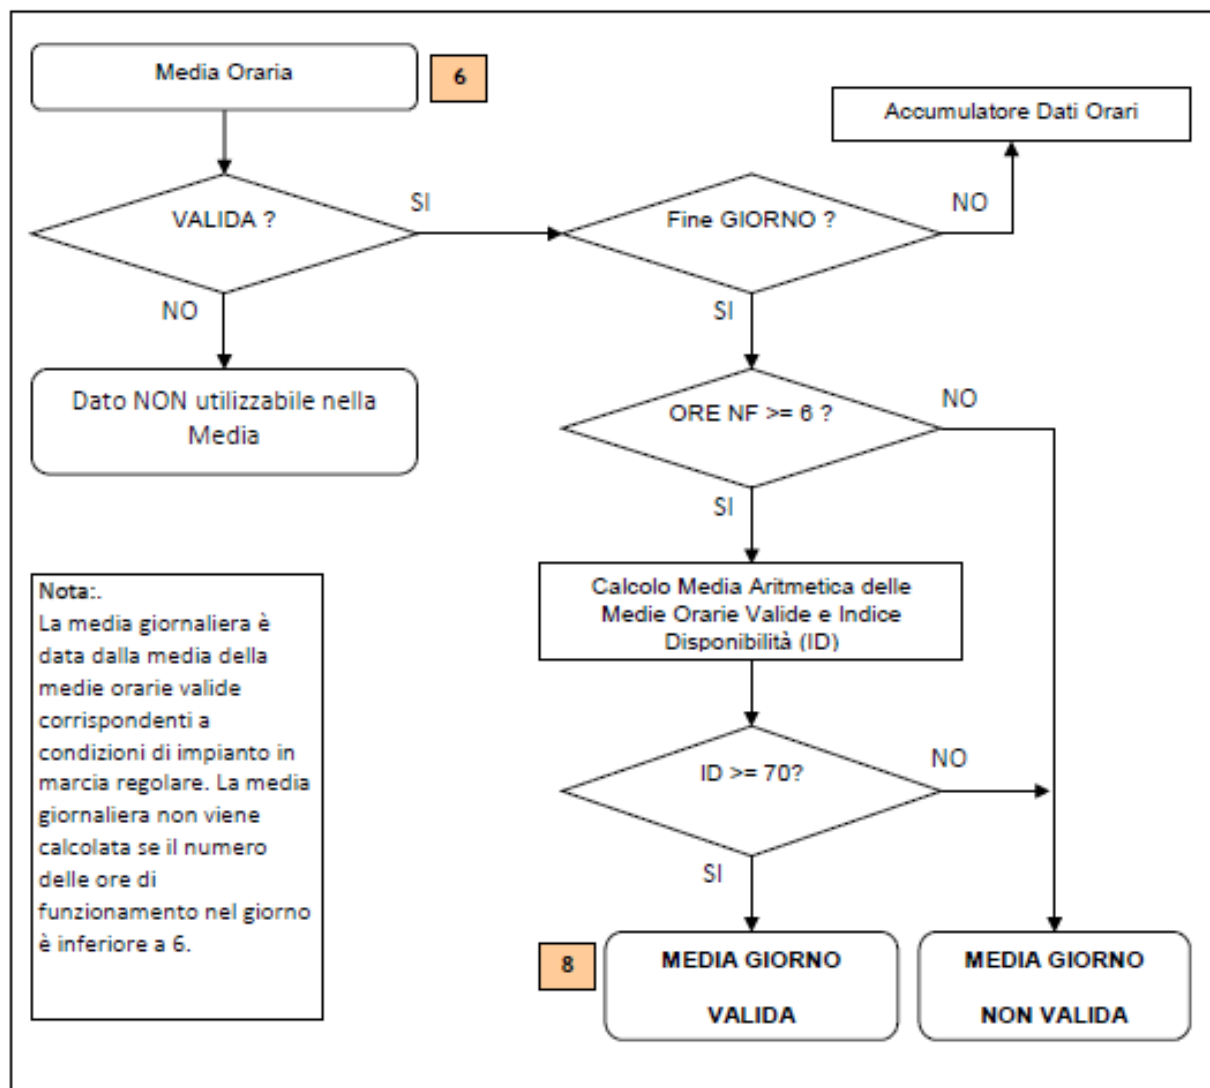 Media Oraria
6
Accumulatore Dati Orari
VALIDA ?
SI
Fine GIORNO ?
NO
NO
SI
Dato NON utilizzabile nella
Media
ORE NF >= 6 ?
NO
SI
Calcolo Media Aritmetica delle
Medie Orarie Valide e Indice
Disponibilità (ID)
Nota:.
La media giornaliera è
data dalla media della
medie orarie valide
corrispondenti a
condizioni di impianto in
marcia regolare. La media
giornaliera non viene
calcolata se il numero
delle ore di
funzionamento nel giorno
è inferiore a 6.
ID >= 70?
NO
SI
8
MEDIA GIORNO
VALIDA
MEDIA GIORNO
NON VALIDA